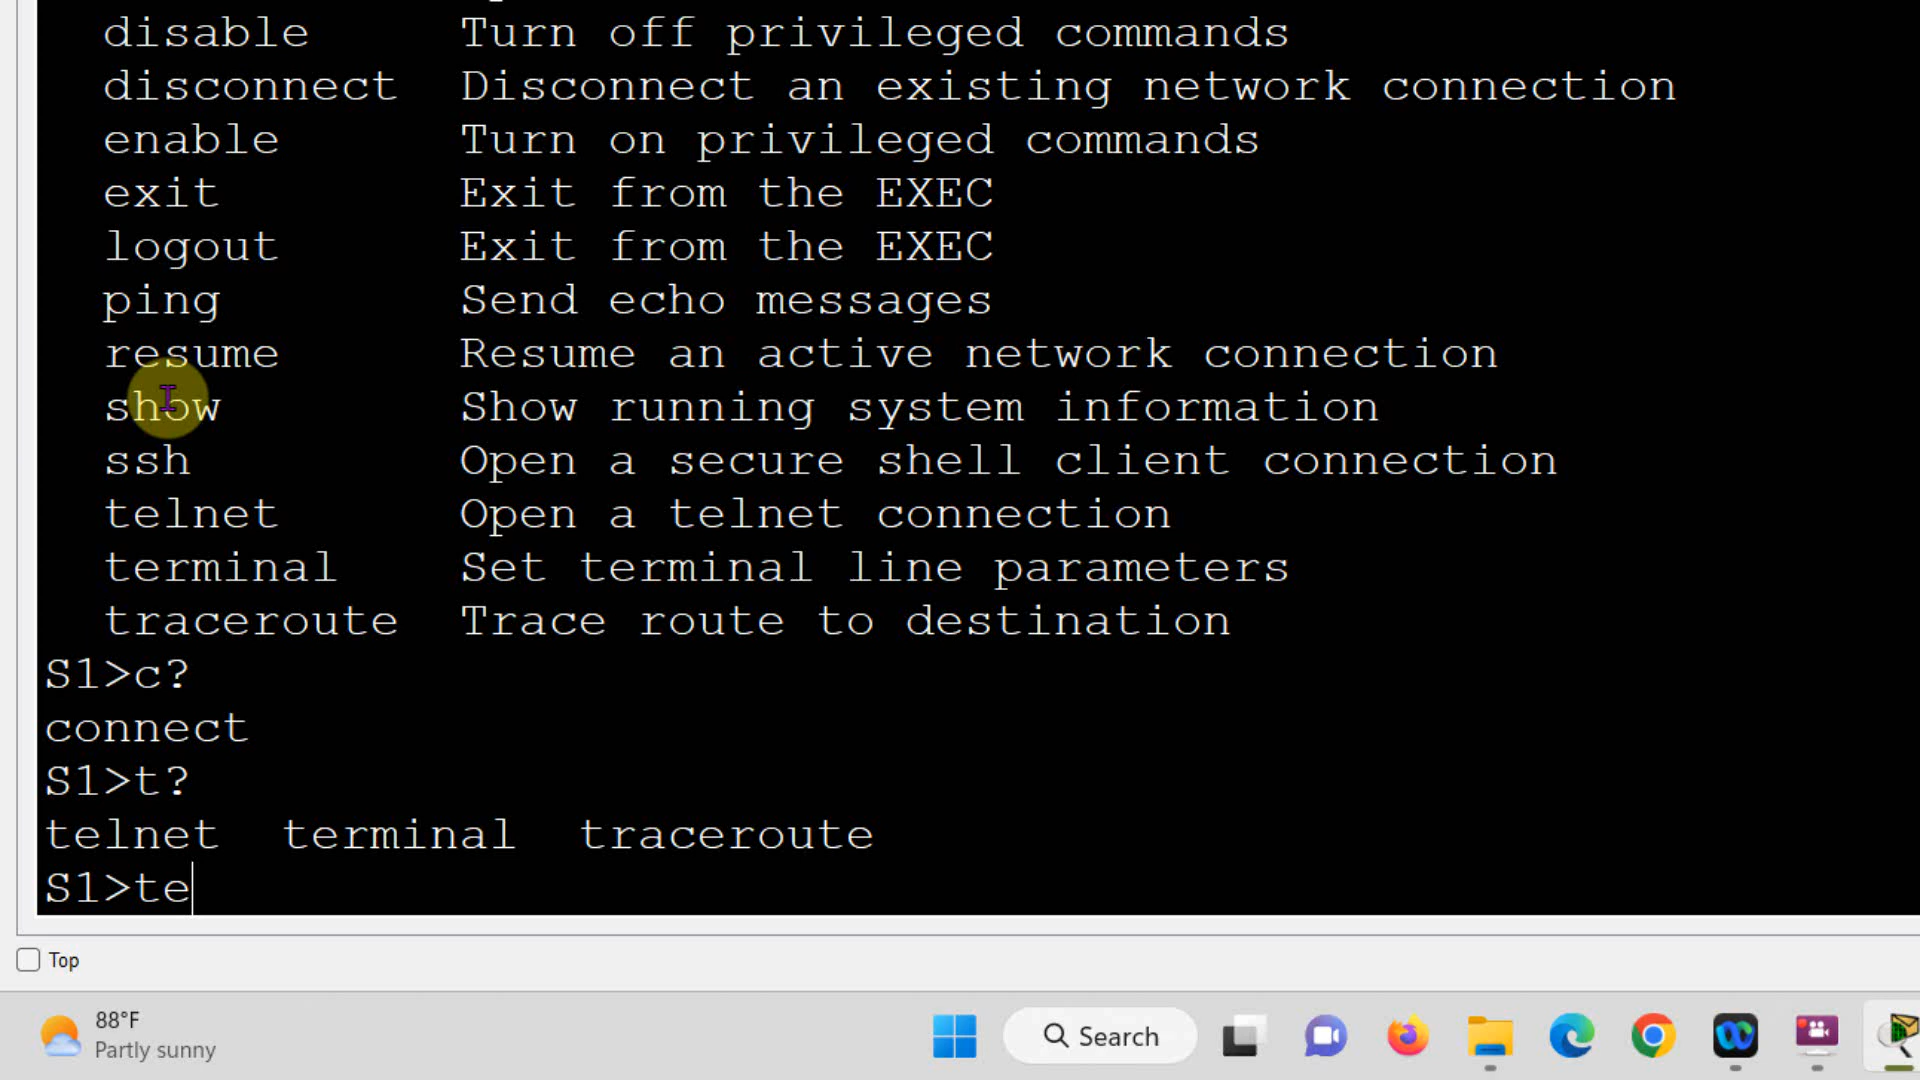 disable Turn off privileged commands
disconnect Disconnect an existing network connection
enable Turn on privileged commands
exit Exit from the EXEC
logout Exit from the EXEC
ping Send echo messages
resume Resume an active network connection
show Show running system information
ssh Open a secure shell client connection
telnet Open a telnet connection
terminal Set terminal line parameters
traceroute Trace route to destination
S1>c?
connect
S1>t?
telnet terminal traceroute
S1>te
Top
88°F
Partly sunny
Search